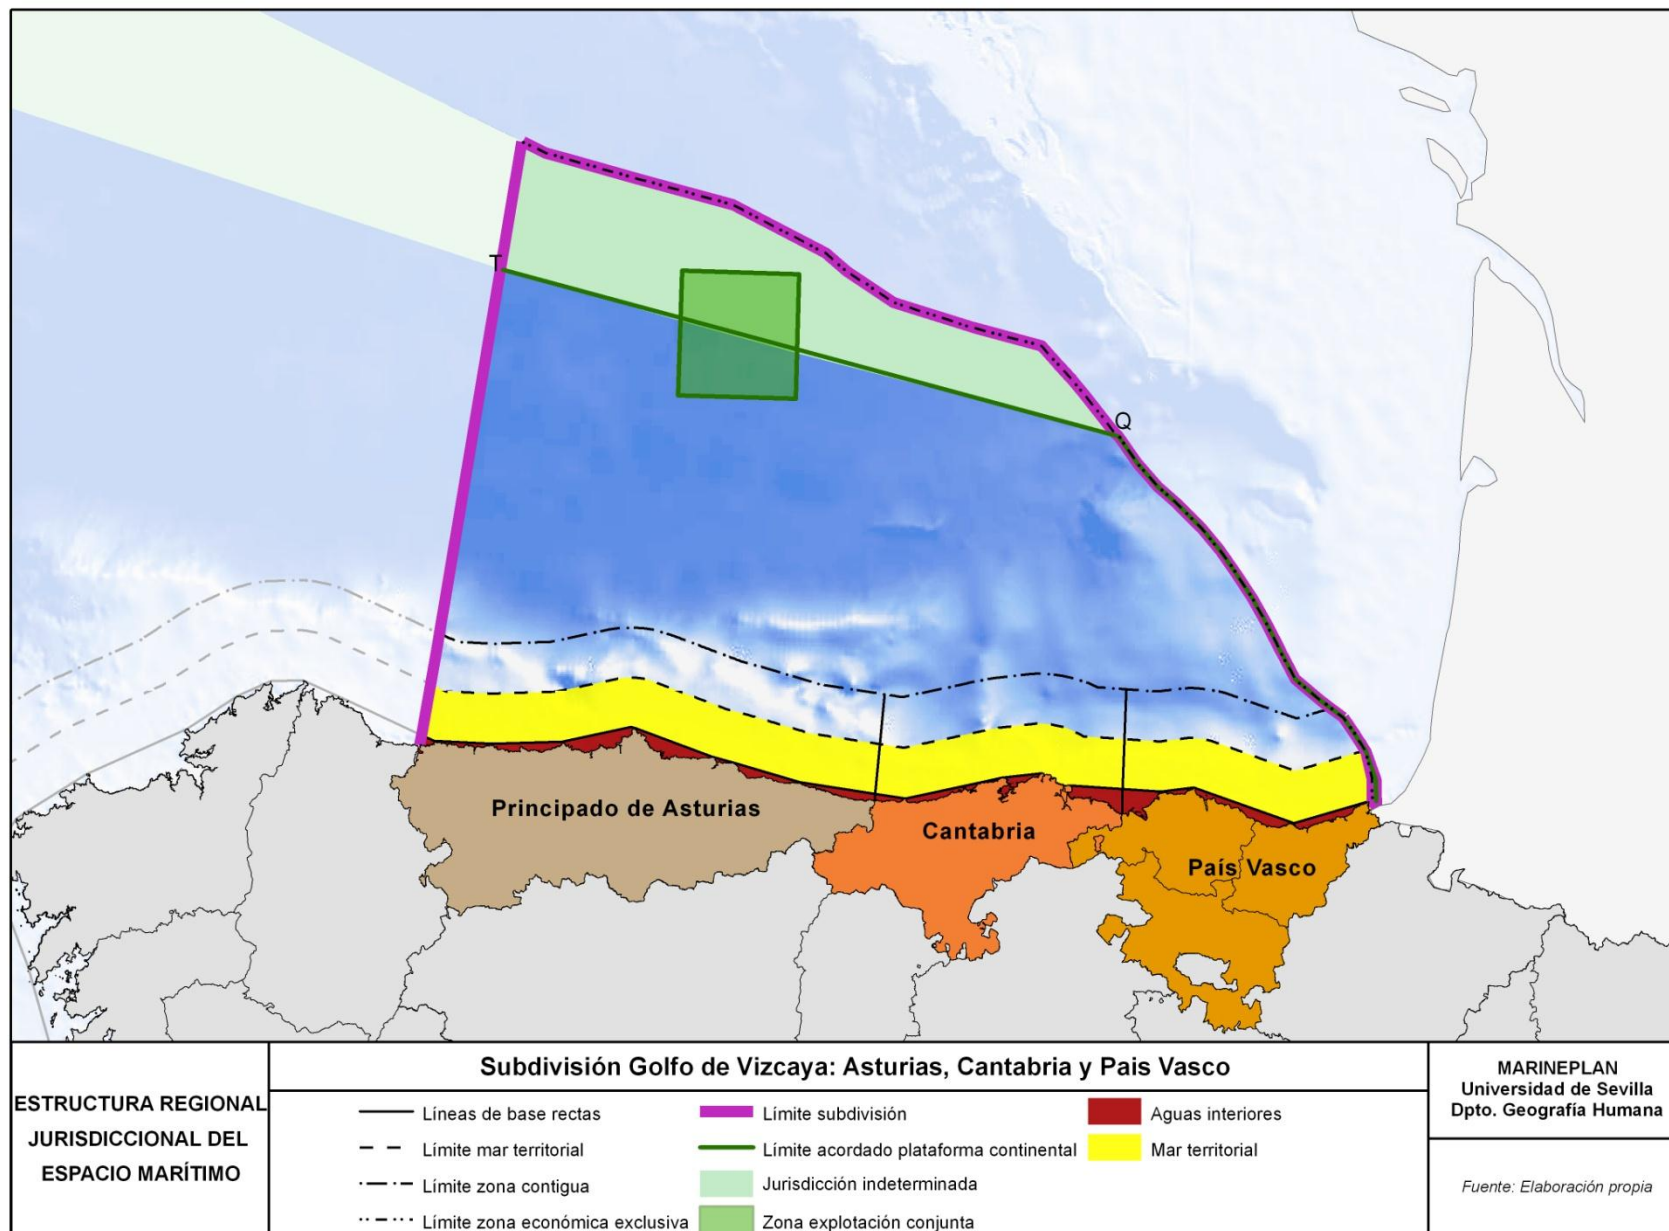 T
Q
Principado de Asturias
Cantabria
País Vasco
ESTRUCTURA REGIONAL
JURISDICCIONAL DEL
ESPACIO MARÍTIMO
Subdivisión Golfo de Vizcaya: Asturias, Cantabria y Pais Vasco
Líneas de base rectas
Límite mar territorial
Límite zona contigua
Límite zona económica exclusiva
Límite subdivisión
Límite acordado plataforma continental
Jurisdicción indeterminada
Zona explotación conjunta
Aguas interiores
Mar territorial
MARINEPLAN
Universidad de Sevilla
Dpto. Geografía Humana
Fuente: Elaboración propia